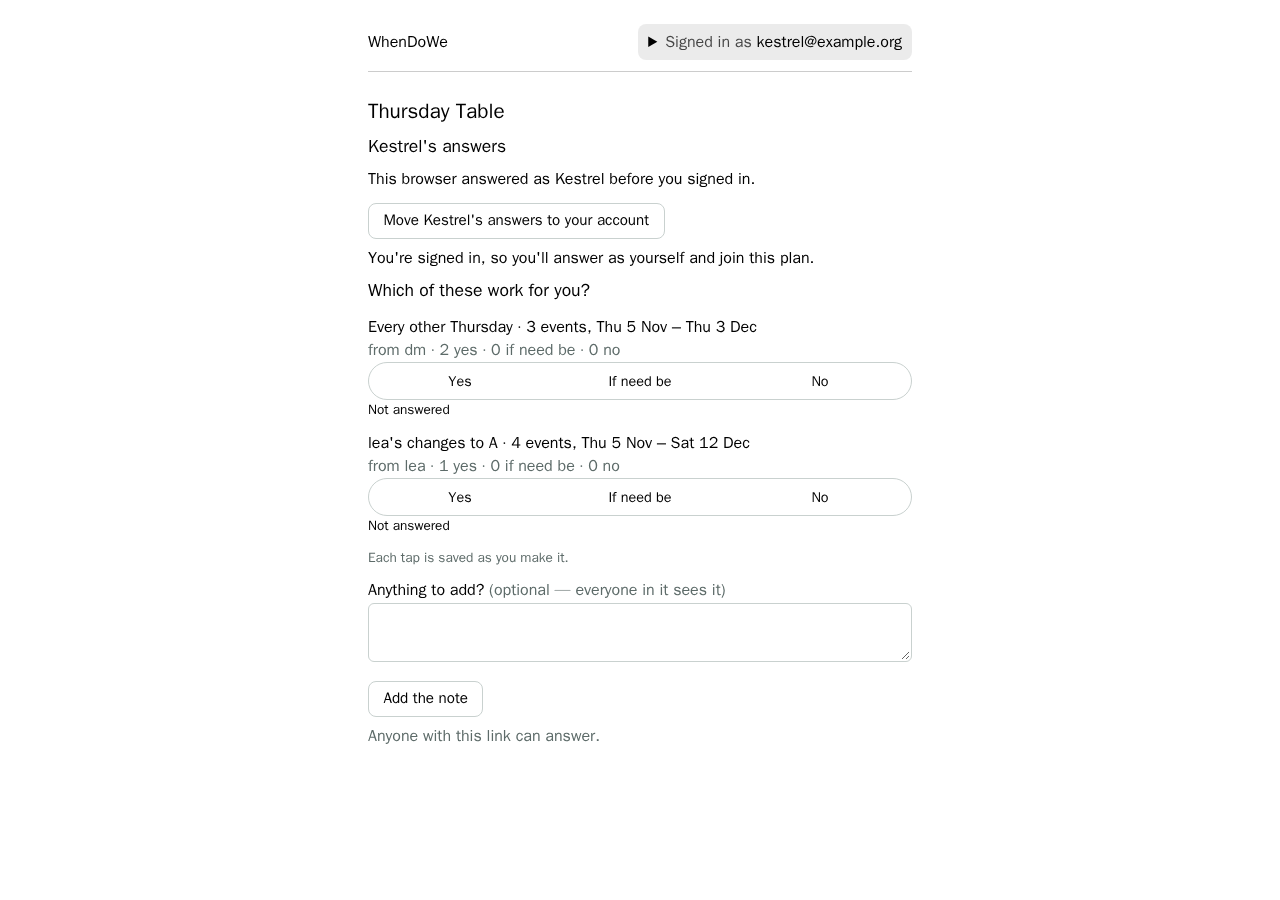 WhenDoWe
Signed in as kestrel@example.org
Thursday Table
Kestrel's answers
This browser answered as Kestrel before you signed in.
Move Kestrel's answers to your account
You're signed in, so you'll answer as yourself and join this plan.
Which of these work for you?
Every other Thursday · 3 events, Thu 5 Nov – Thu 3 Dec
from dm · 2 yes · 0 if need be · 0 no
Yes If need be No
Not answered
lea's changes to A · 4 events, Thu 5 Nov – Sat 12 Dec
from lea · 1 yes · 0 if need be · 0 no
Yes If need be No
Not answered
Each tap is saved as you make it.
Anything to add? (optional — everyone in it sees it)
Add the note
Anyone with this link can answer.